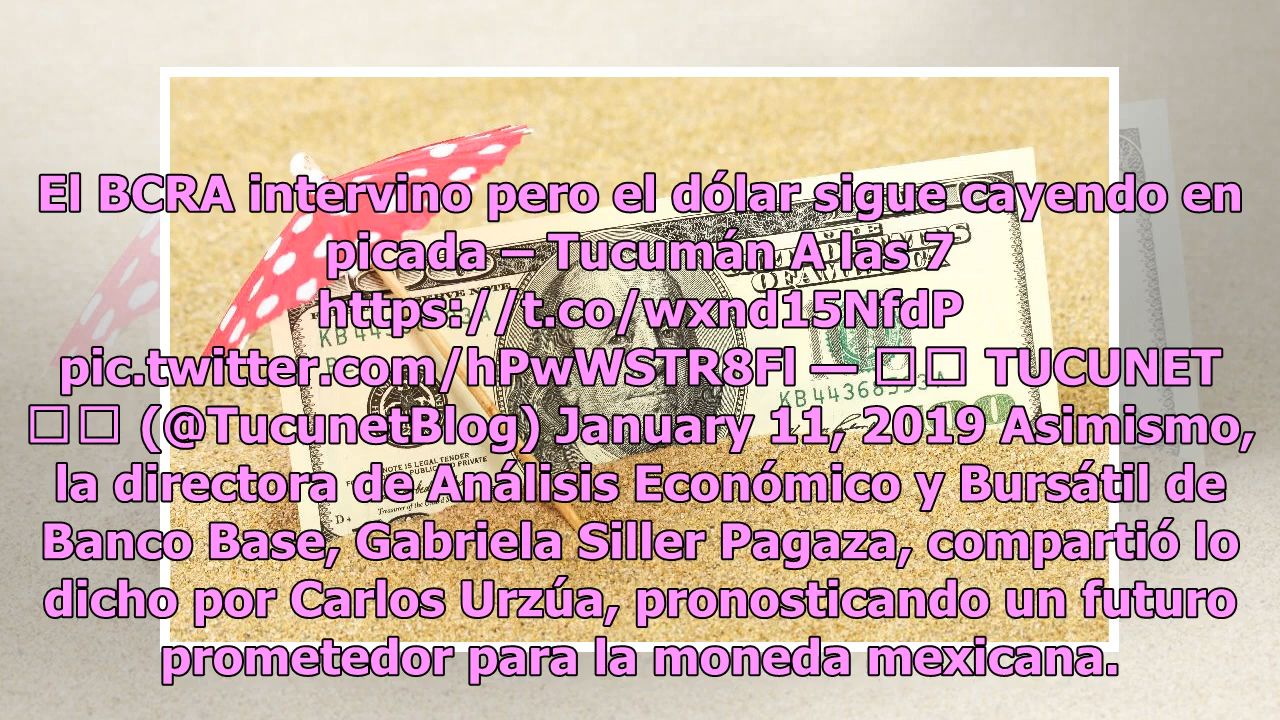 El BCRA intervino pero el dólar sigue cayendo en
picada – Tucumán A las 7
https://t.co/wxnd15NfdP
pic.twitter.com/hPwWSTR8Fl — □□ TUCUNET
□□ (@TucunetBlog) January 11, 2019 Asimismo,
la directora de Análisis Económico y Bursátil de
Banco Base, Gabriela Siller Pagaza, compartió lo
dicho por Carlos Urzúa, pronosticando un futuro
prometedor para la moneda mexicana.